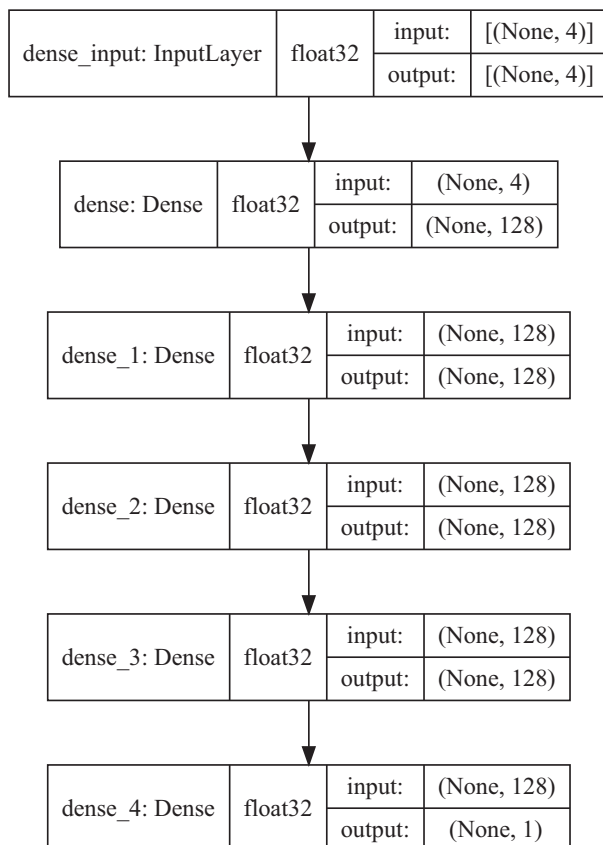 dense_input: InputLayer float32 input: [(None, 4)]
output: [(None, 4)]
dense: Dense float32 input: (None, 4)
output: (None, 128)
dense_1: Dense float32 input: (None, 128)
output: (None, 128)
dense_2: Dense float32 input: (None, 128)
output: (None, 128)
dense_3: Dense float32 input: (None, 128)
output: (None, 128)
dense_4: Dense float32 input: (None, 128)
output: (None, 1)